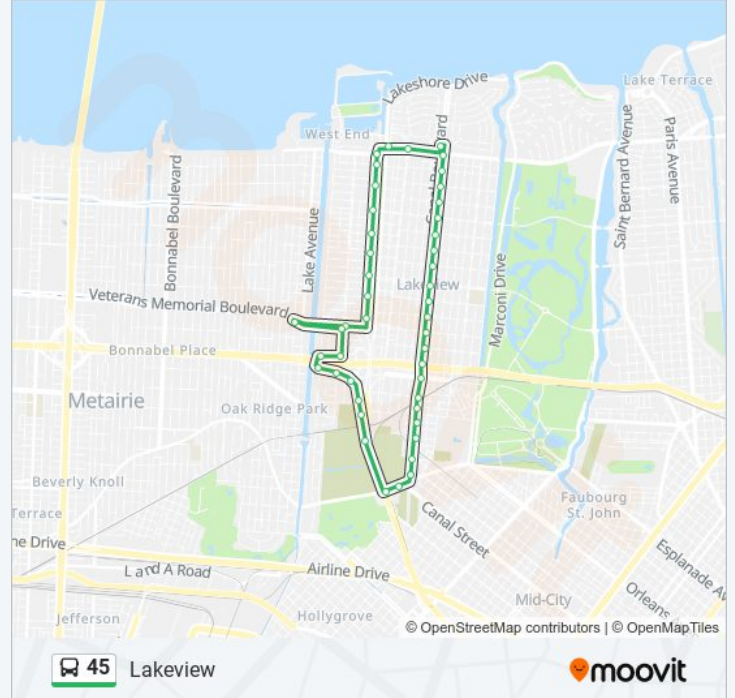 Lakeshore Drive
Lake Terrace
West End
Saint Bernard Avenue
Paris Avenue
Bonnabel Boulevard
Lake Avenue
Lakeview
Marconi Drive
Veterans Memorial Boulevard
Bonnabel Place
Metairie
Oak Ridge Park
Beverly Knoll
Terrace
Faubourg
St. John
Canal Street
ne Drive
L and A Road
Airline Drive
Esplanade Av
Mid-City
Orleans
Jefferson
Hollygrove
© OpenStreetMap contributors | © OpenMapTiles
45 Lakeview
moovit